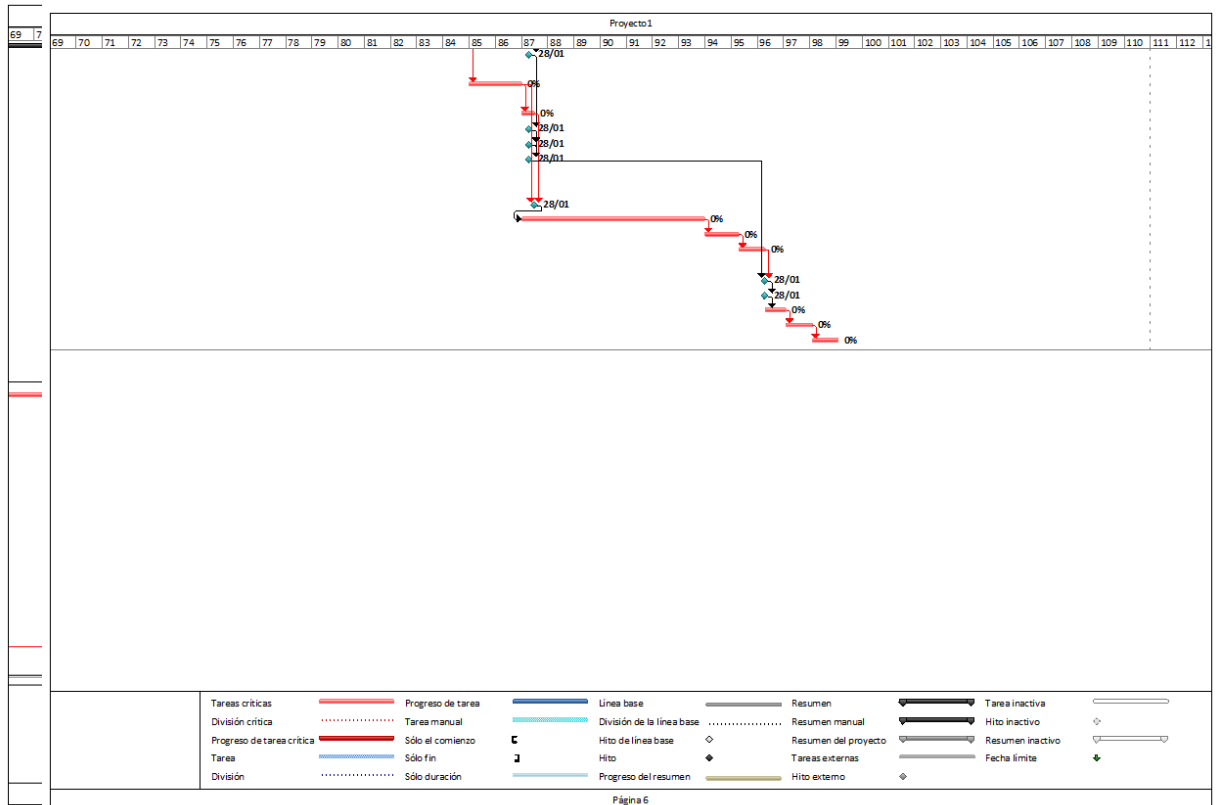 Proyecto1
69 7
69 70 71 72 73 74 75 76 77 78 79 80 81 82 83 84 85 86 87 88 89 90 91 92 93 94 95 96 97 98 99 100 101 102 103 104 105 106 107 108 109 110 111 112 1
28/01
0%
0%
28/01
28/01
28/01
28/01
0%
0%
0%
28/01
28/01
0%
0%
0%
Tareas críticas Progreso de tarea Línea base Resumen Tarea inactiva
División crítica Tarea manual División de la línea base Resumen manual Hito inactivo
Progreso de tarea crítica Sólo el comienzo Hito de línea base Resumen del proyecto Resumen inactivo
Tarea Sólo fin Hito Tareas externas Fecha límite
División Sólo duración Progreso del resumen Hito externo
Página 6